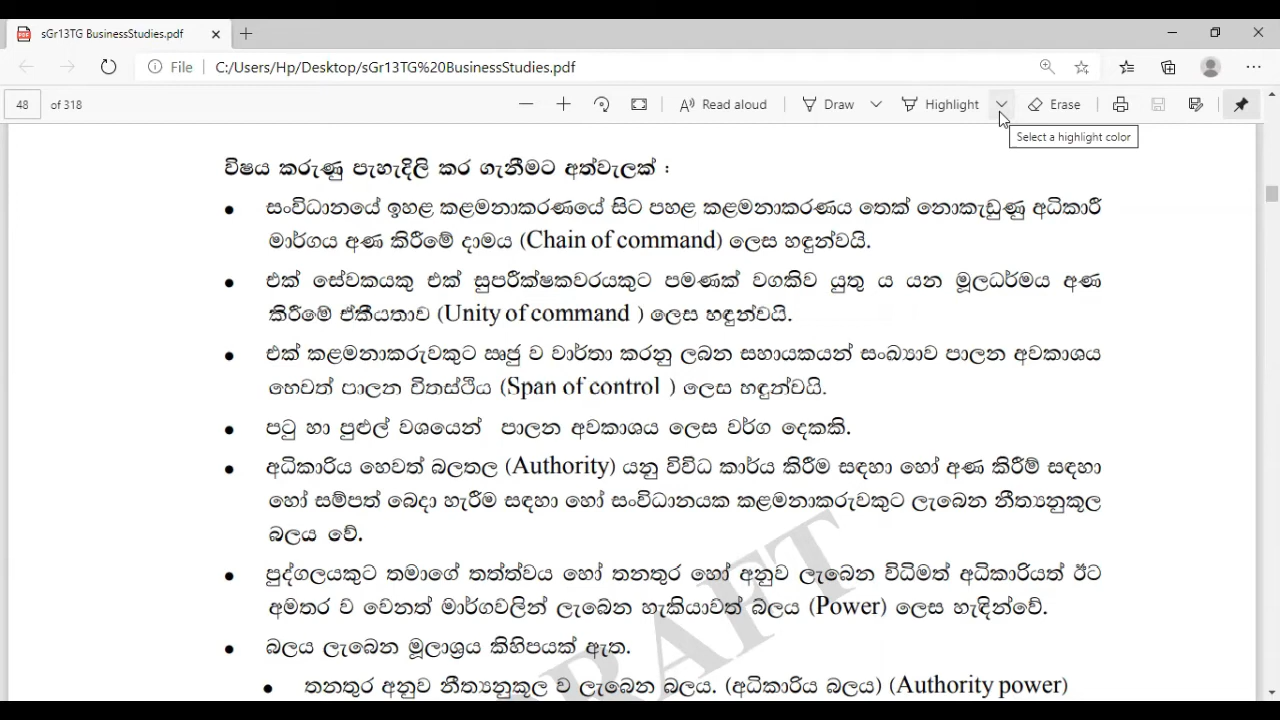 sGr13TG BusinessStudies.pdf
File C:/Users/Hp/Desktop/sGr13TG%20BusinessStudies.pdf
48 of 318 Read aloud Draw Highlight Erase
Select a highlight color
විෂය කරුණු පැහැදිලි කර ගැනීමට අත්වැලක් :
• සංවිධානයේ ඉහළ කළමනාකරණයේ සිට පහළ කළමනාකරණය තෙක් නොකැඩුණු අධිකාරී
මාර්ගය අණ කිරීමේ දාමය (Chain of command) ලෙස හඳුන්වයි.
• එක් සේවකයකු එක් සුපරීක්ෂකවරයකුට පමණක් වගකිව යුතු ය යන මූලධර්මය අණ
කිරීමේ ඒකීයතාව (Unity of command ) ලෙස හඳුන්වයි.
• එක් කළමනාකරුවකුට සෘජු ව වාර්තා කරනු ලබන සහායකයන් සංඛ්‍යාව පාලන අවකාශය
හෙවත් පාලන විතස්ථිය (Span of control ) ලෙස හඳුන්වයි.
• පටු හා පුළුල් වශයෙන් පාලන අවකාශය ලෙස වර්ග දෙකකි.
• අධිකාරිය හෙවත් බලතල (Authority) යනු විවිධ කාර්ය කිරීම සඳහා හෝ අණ කිරීම් සඳහා
හෝ සම්පත් බෙදා හැරීම සඳහා හෝ සංවිධානයක කළමනාකරුවකුට ලැබෙන නීත්‍යනුකූල
බලය වේ.
• පුද්ගලයකුට තමාගේ තත්ත්වය හෝ තනතුර හෝ අනුව ලැබෙන විධිමත් අධිකාරියත් ඊට
අමතර ව වෙනත් මාර්ගවලින් ලැබෙන හැකියාවත් බලය (Power) ලෙස හැඳින්වේ.
• බලය ලැබෙන මූලාශ්‍රය කිහිපයක් ඇත.
• තනතුර අනුව නීත්‍යනුකූල ව ලැබෙන බලය. (අධිකාරිය බලය) (Authority power)
DRAFT